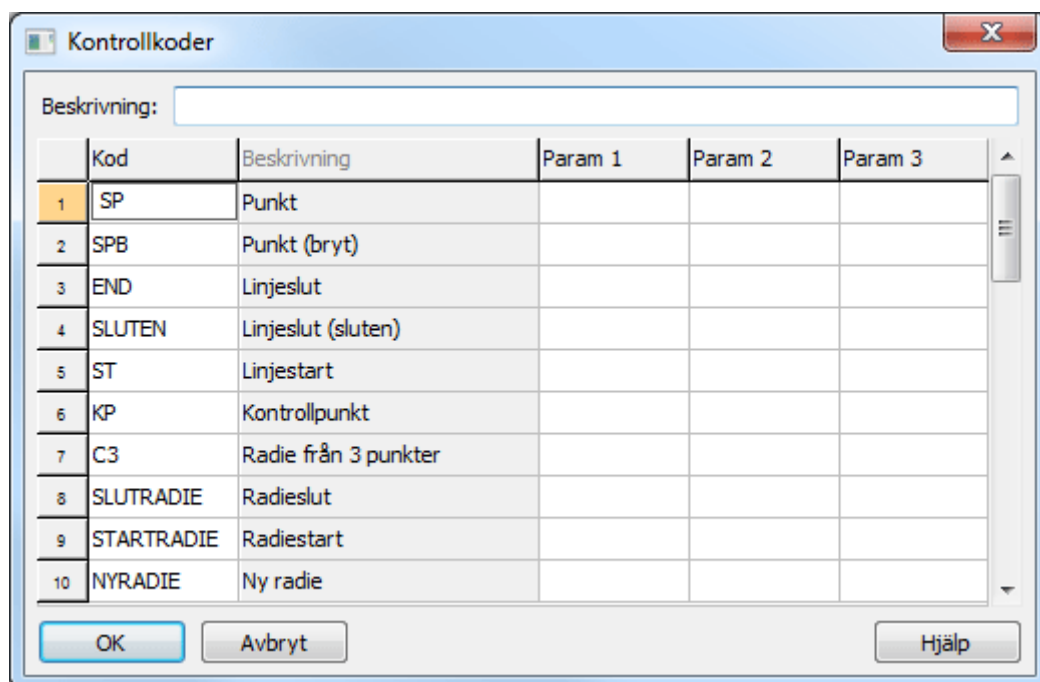 Kontrollkoder
Beskrivning:
Kod Beskrivning Param 1 Param 2 Param 3
1 SP Punkt
2 SPB Punkt (bryt)
3 END Linjeslut
4 SLUTEN Linjeslut (sluten)
5 ST Linjestart
6 KP Kontrollpunkt
7 C3 Radie från 3 punkter
8 SLUTRADIE Radieslut
9 STARTRADIE Radiestart
10 NYRADIE Ny radie
OK Avbryt Hjälp